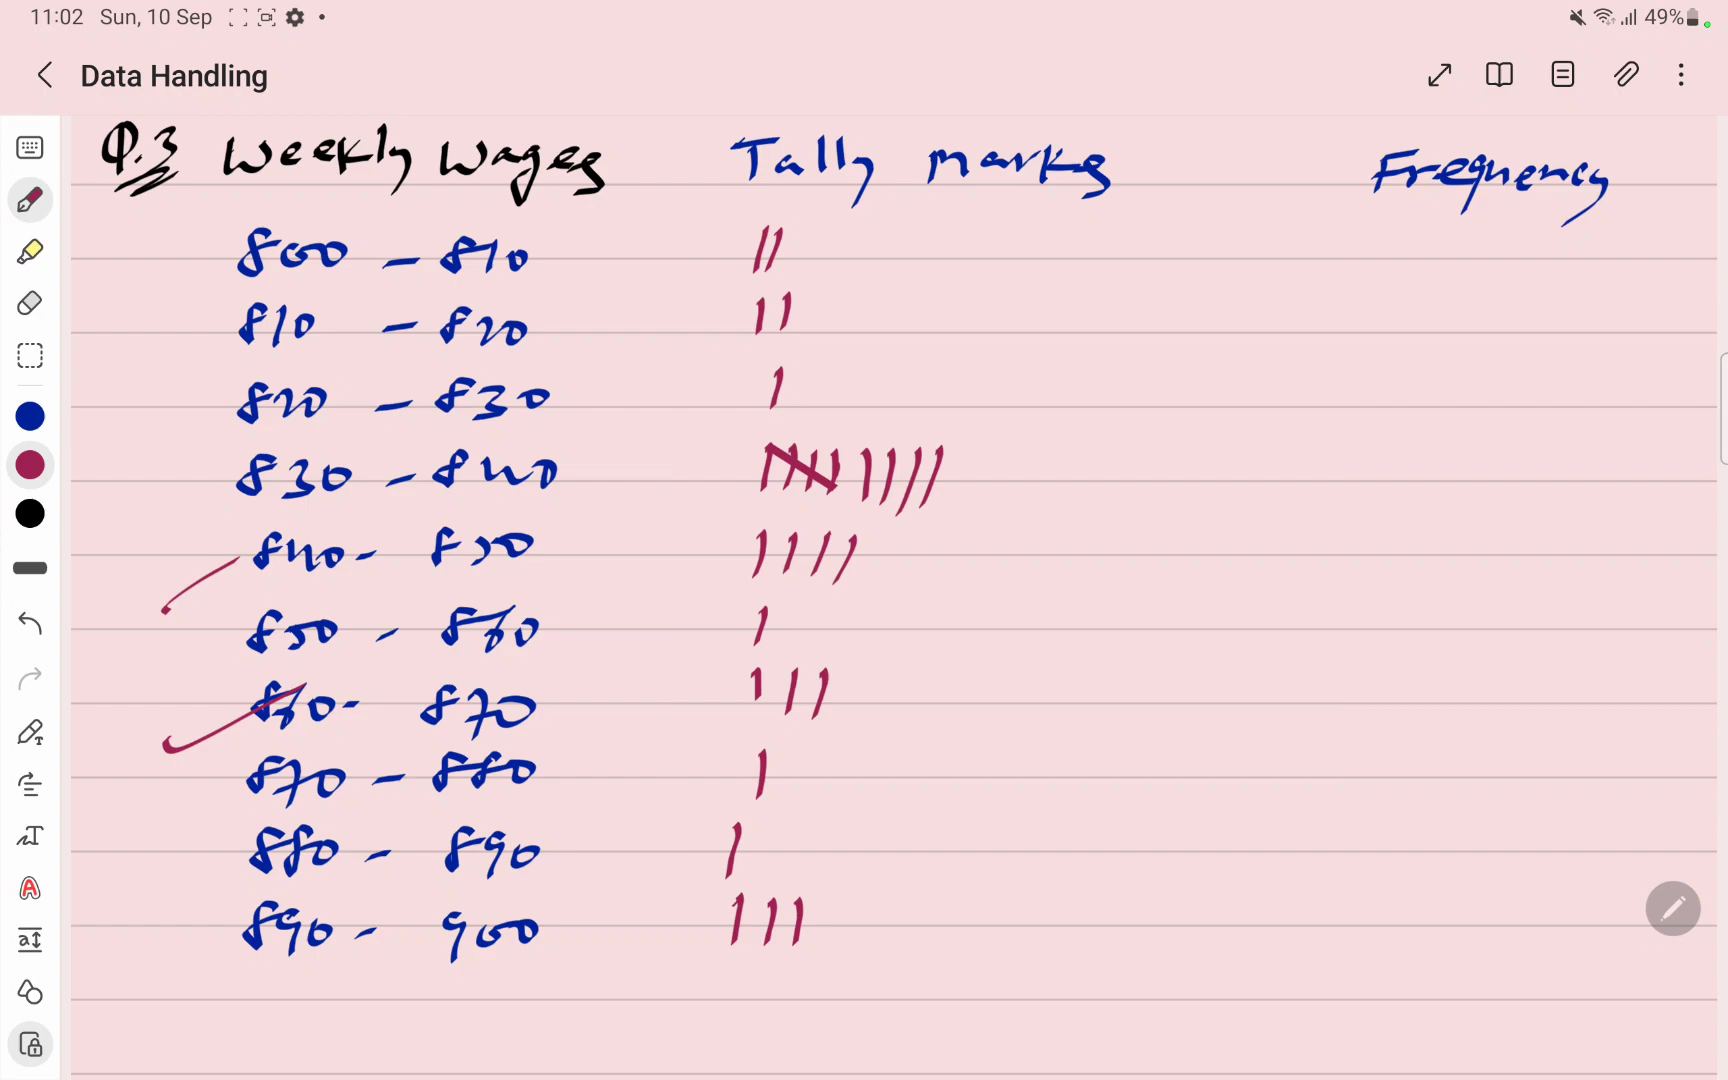 11:02 Sun, 10 Sep 49%
Data Handling
Q.3 Weekly Wages Tally marks Frequency
800 - 810 ||
810 - 820 ||
820 - 830 |
830 - 840 |||| ||||
840 - 850 ||||
850 - 860 |
860 - 870 |||
870 - 880 |
880 - 890 |
890 - 900 |||